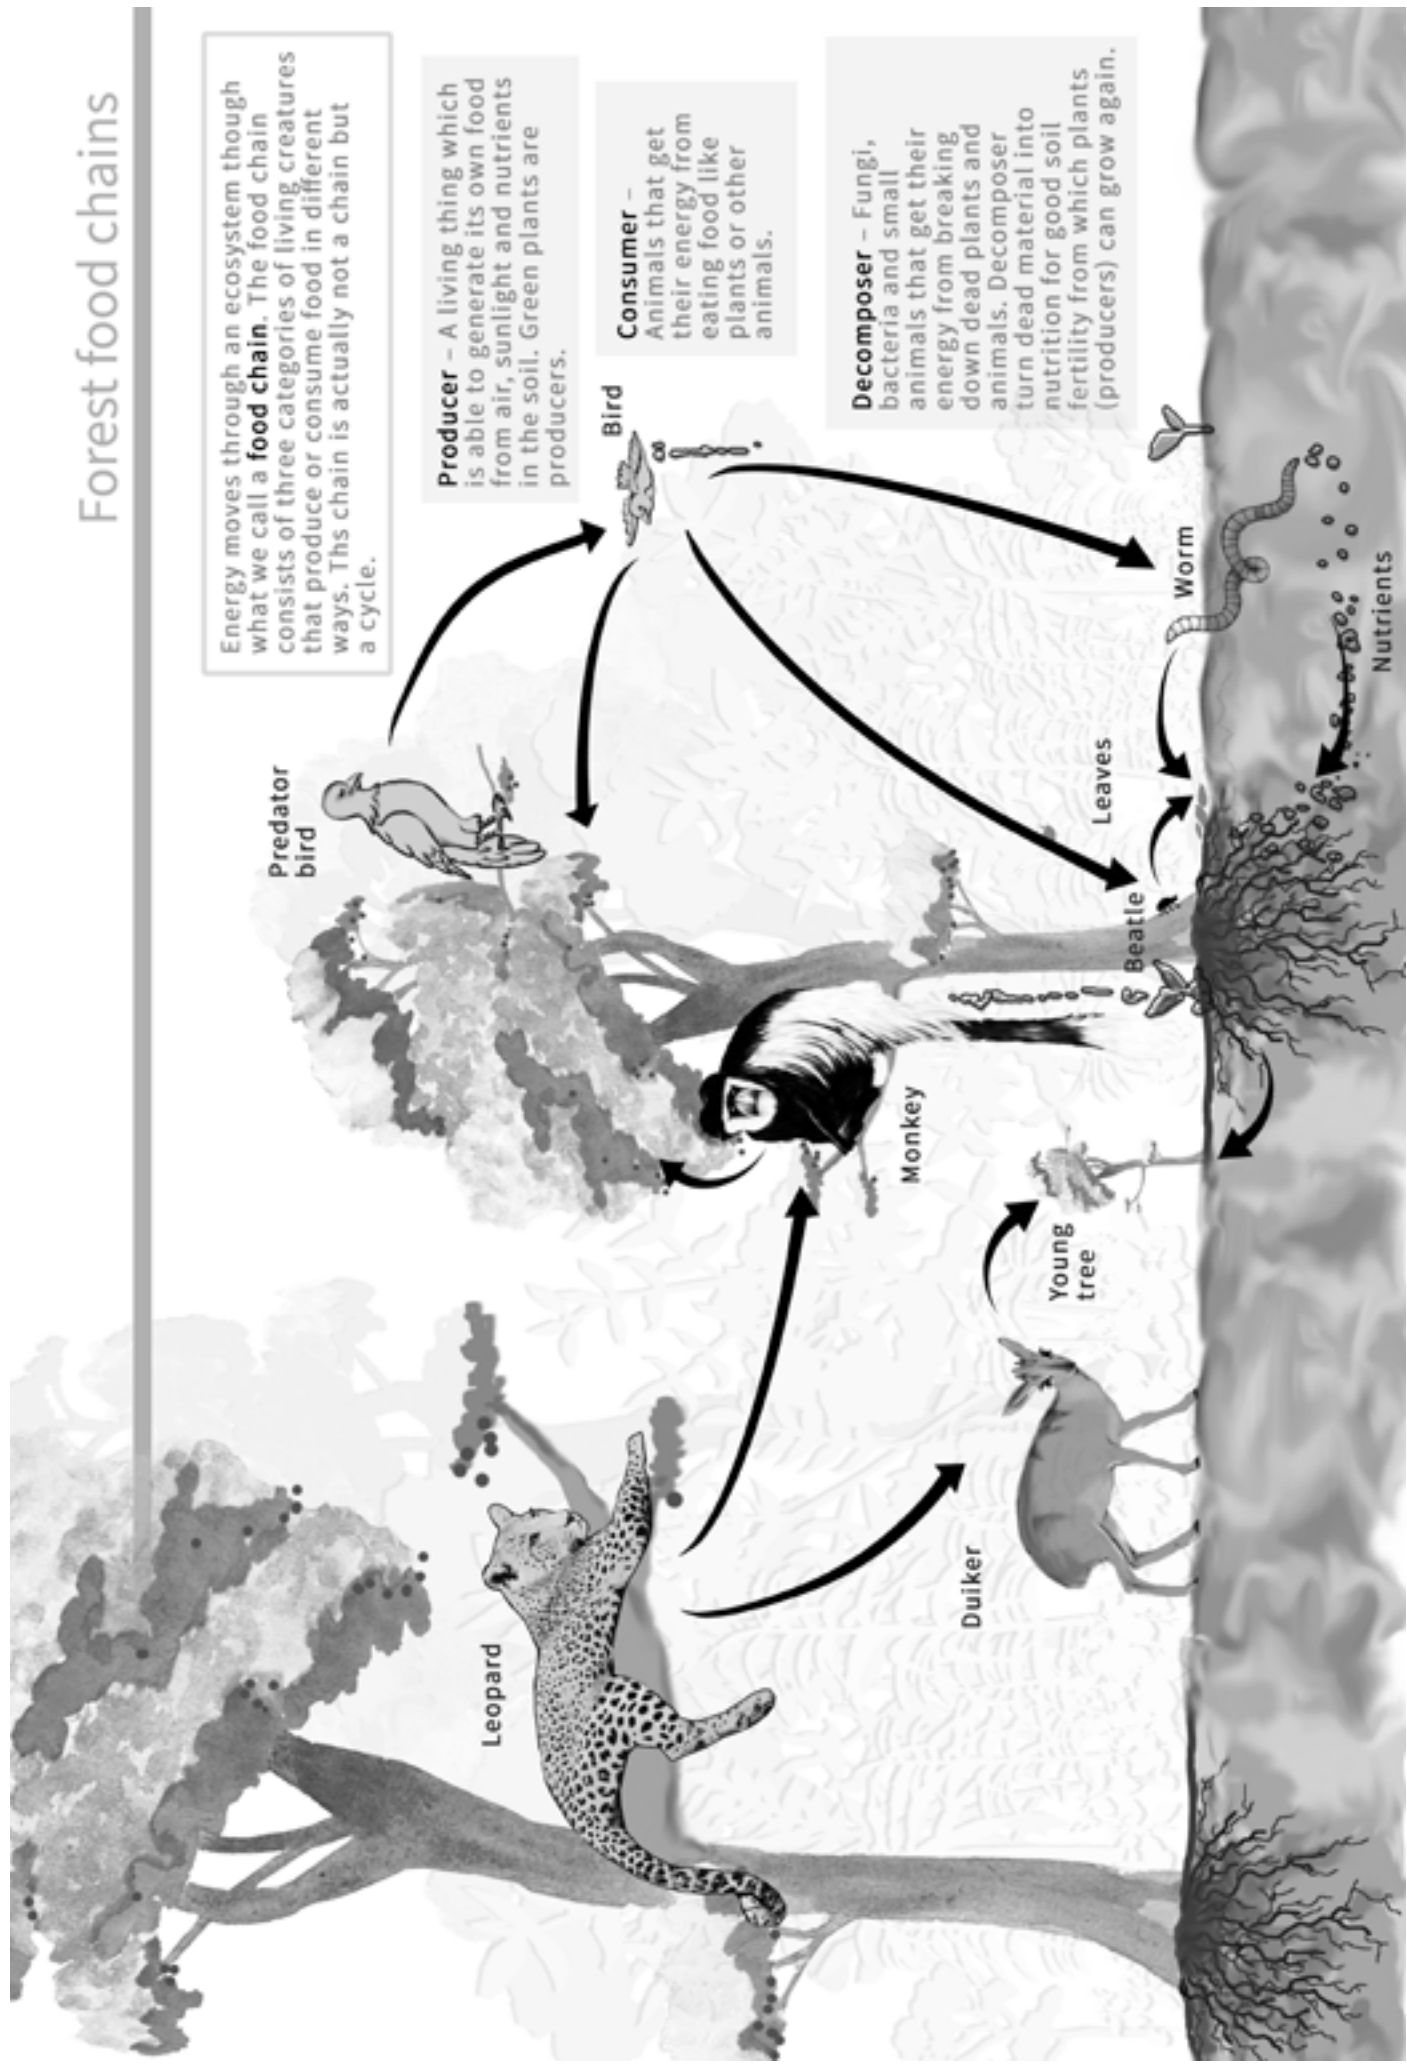 Forest food chains
Energy moves through an ecosystem though
what we call a food chain. The food chain
consists of three categories of living creatures
that produce or consume food in different
ways. Ths chain is actually not a chain but
a cycle.
Producer – A living thing which
is able to generate its own food
from air, sunlight and nutrients
in the soil. Green plants are
producers.
Consumer –
Animals that get
their energy from
eating food like
plants or other
animals.
Decomposer – Fungi,
bacteria and small
animals that get their
energy from breaking
down dead plants and
animals. Decomposer
turn dead material into
nutrition for good soil
fertility from which plants
(producers) can grow again.
Predator
bird
Bird
Leopard
Monkey
Duiker
Young
tree
Beatle
Leaves
Worm
Nutrients